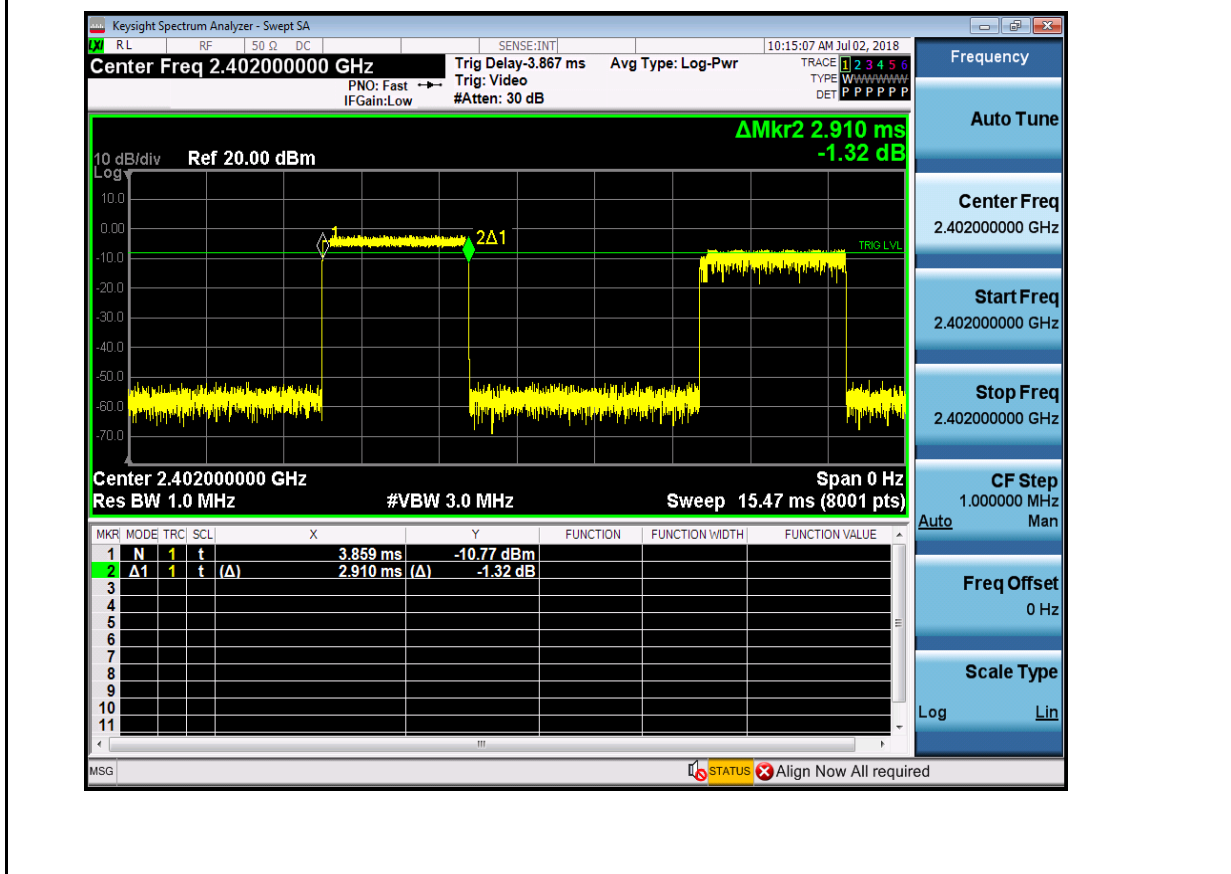 Keysight Spectrum Analyzer - Swept SA
LXI RL RF 50 Ω DC SENSE:INT 10:15:07 AM Jul 02, 2018
Center Freq 2.402000000 GHz
PNO: Fast
IFGain:Low
Trig Delay-3.867 ms
Trig: Video
#Atten: 30 dB
Avg Type: Log-Pwr
TRACE 1 2 3 4 5 6
TYPE WWWWWW
DET P P P P P P
ΔMkr2 2.910 ms
-1.32 dB
10 dB/div Ref 20.00 dBm
Log
10.0
0.00
-10.0
-20.0
-30.0
-40.0
-50.0
-60.0
-70.0
1
2Δ1
TRIG LVL
Center 2.402000000 GHz Span 0 Hz
Res BW 1.0 MHz #VBW 3.0 MHz Sweep 15.47 ms (8001 pts)
MKR MODE TRC SCL X Y FUNCTION FUNCTION WIDTH FUNCTION VALUE
1 N 1 t 3.859 ms -10.77 dBm
2 Δ1 1 t (Δ) 2.910 ms (Δ) -1.32 dB
3
4
5
6
7
8
9
10
11
MSG STATUS Align Now All required
Frequency
Auto Tune
Center Freq
2.402000000 GHz
Start Freq
2.402000000 GHz
Stop Freq
2.402000000 GHz
CF Step
1.000000 MHz
Auto Man
Freq Offset
0 Hz
Scale Type
Log Lin